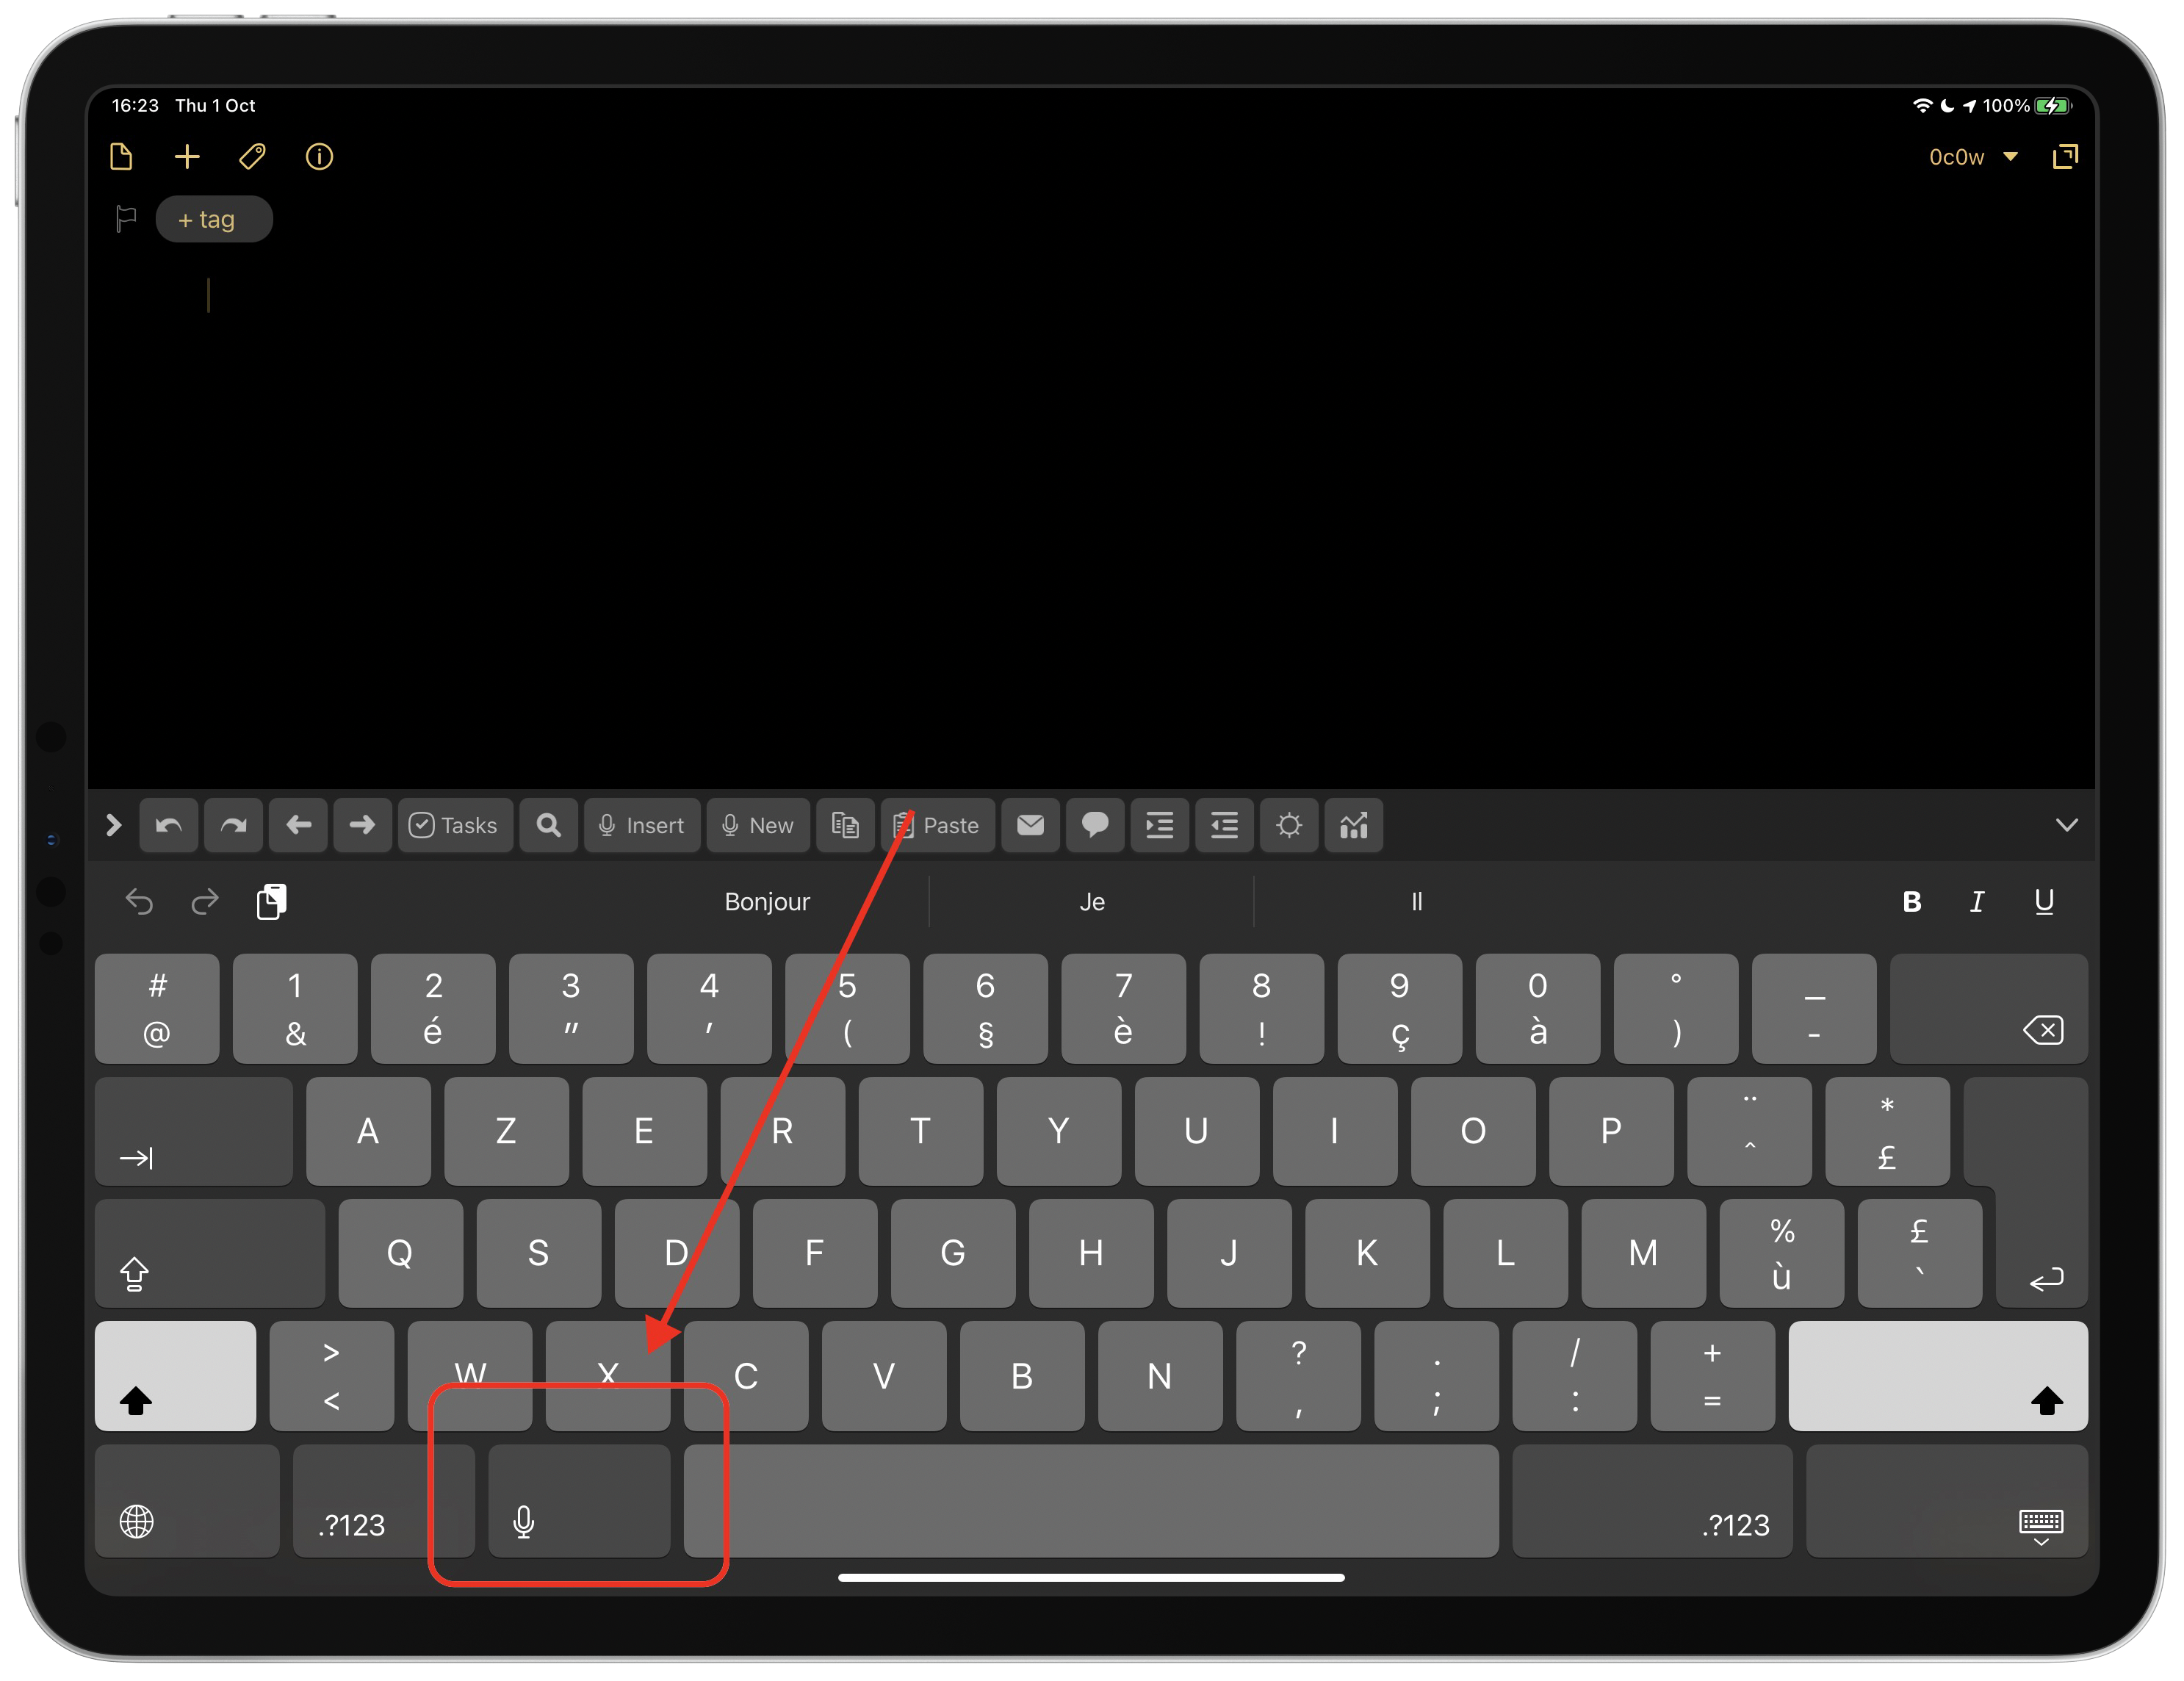 16:23 Thu 1 Oct 100%
0c0w
+ tag
Tasks Insert New Paste
Bonjour Je Il B I U
# 1 2 3 4 5 6 7 8 9 0 ° _
@ & é " ' ( § è ! ç à ) -
A Z E R T Y U I O P ¨ *
^ £
Q S D F G H J K L M % £
ù `
> W X C V B N ? . / +
< , ; : =
.?123 .?123